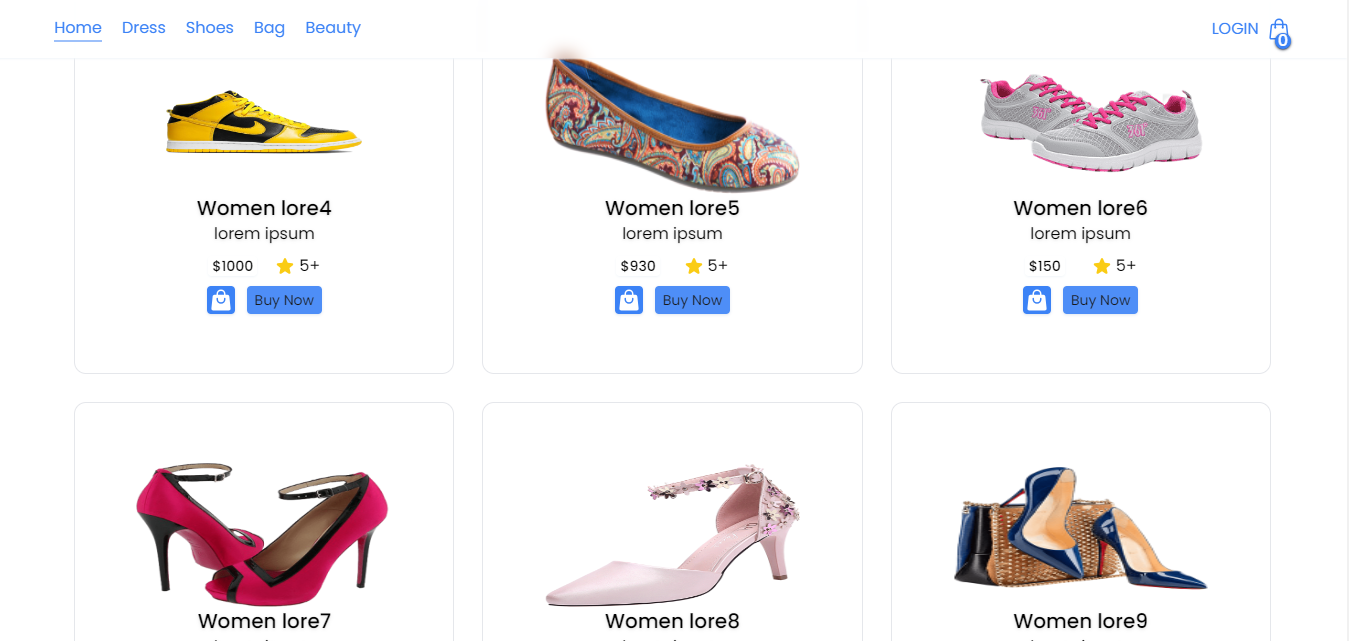 Home Dress Shoes Bag Beauty
LOGIN
0
Women lore4
lorem ipsum
$1000 5+
Buy Now
Women lore5
lorem ipsum
$930 5+
Buy Now
Women lore6
lorem ipsum
$150 5+
Buy Now
Women lore7
Women lore8
Women lore9